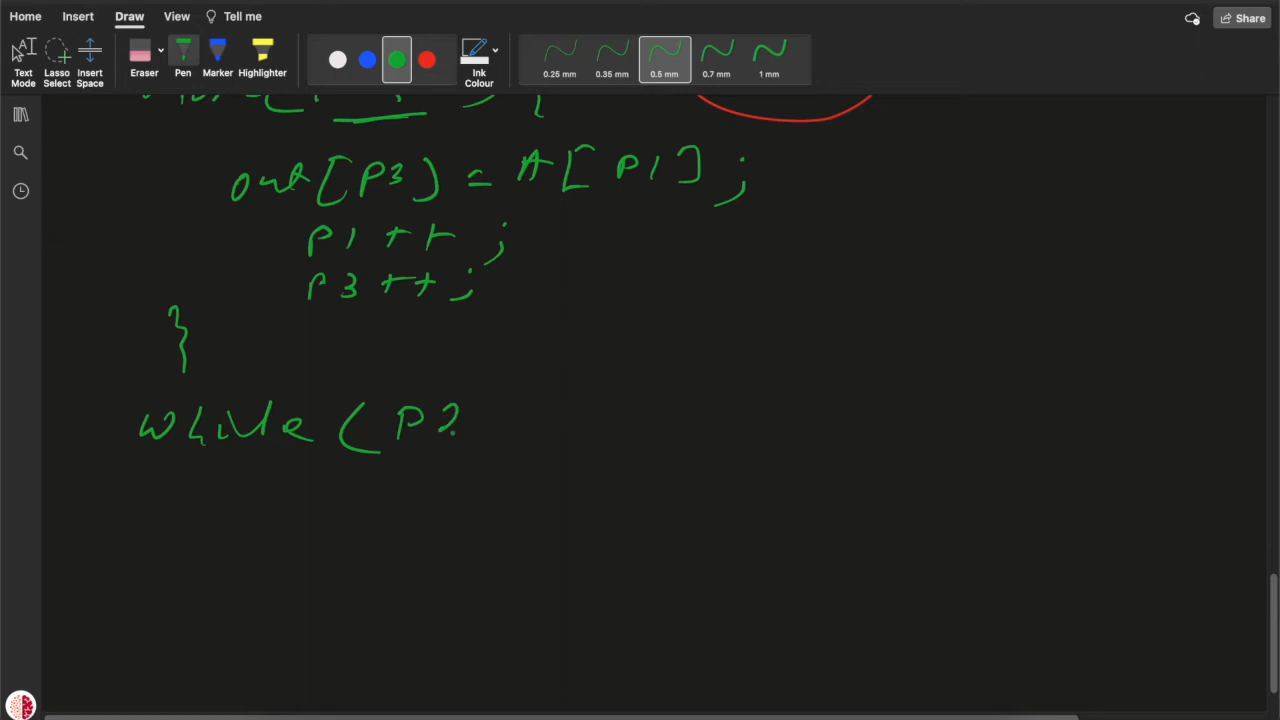 Home Insert Draw View Tell me Share
Text Mode Lasso Select Insert Space Eraser Pen Marker Highlighter Ink Colour 0.25 mm 0.35 mm 0.5 mm 0.7 mm 1 mm
out[P3] = A[P1];
P1++;
P3++;
}
while (P2